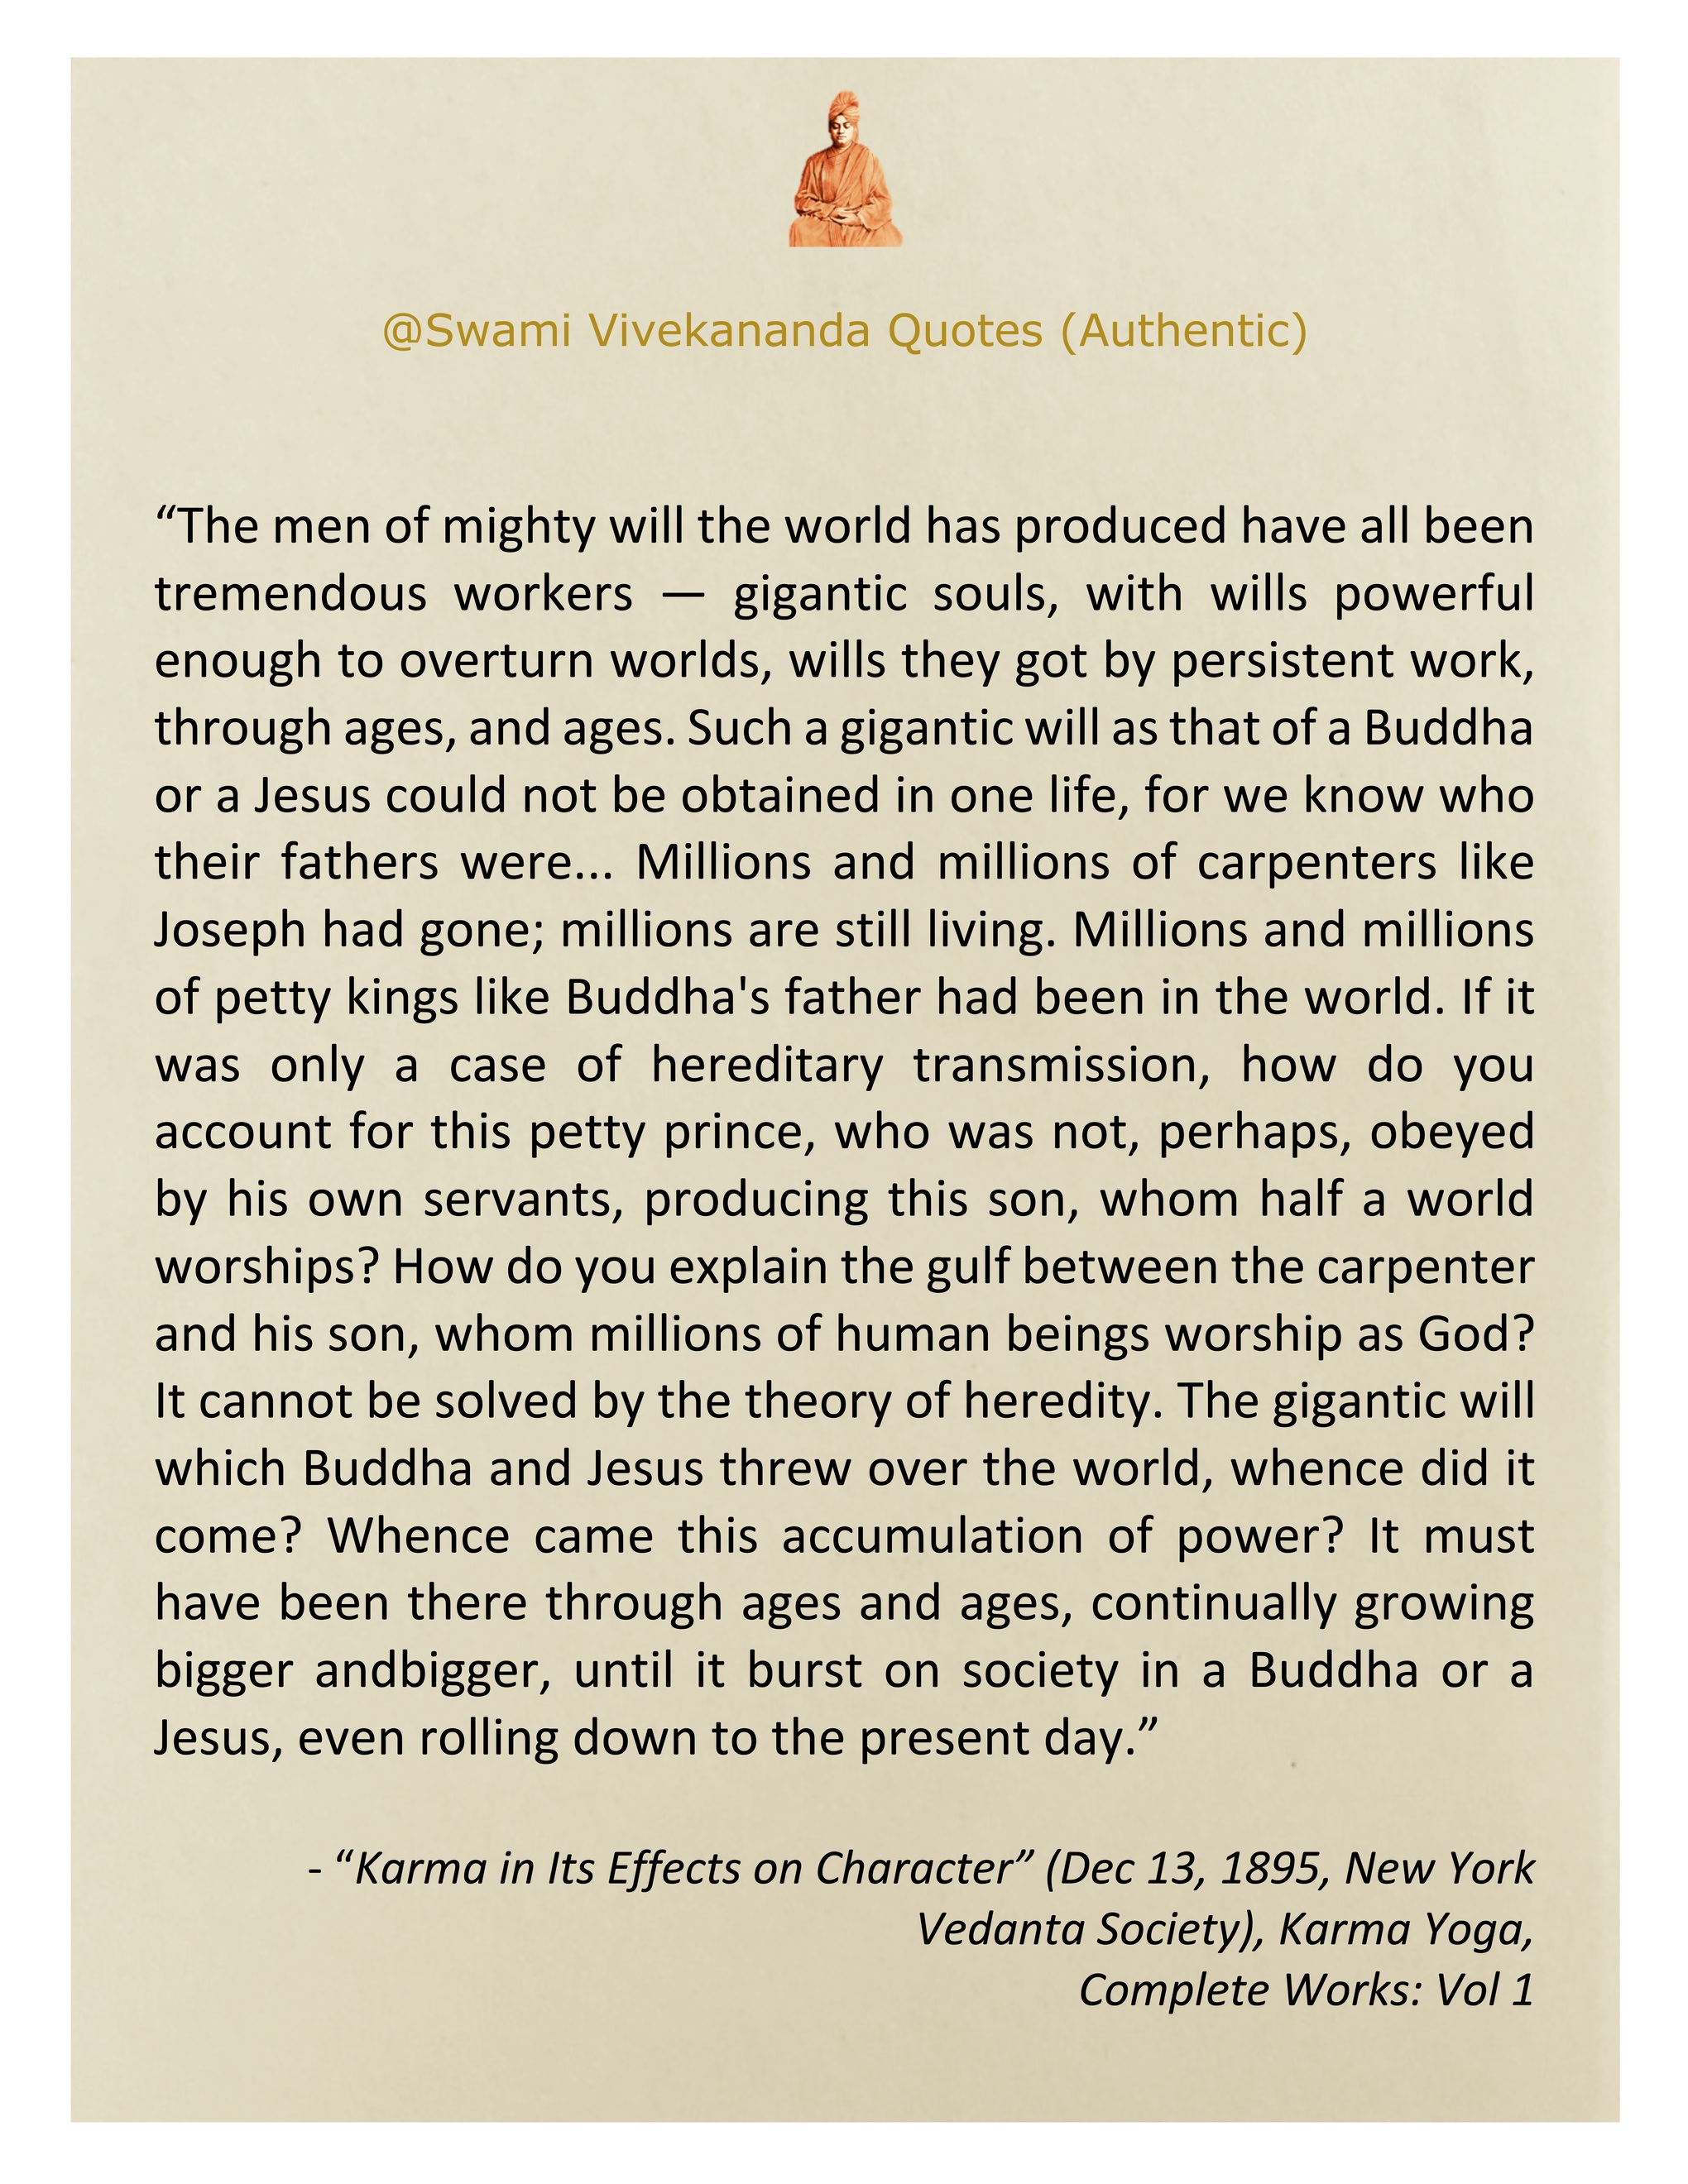 @Swami Vivekananda Quotes (Authentic)
“The men of mighty will the world has produced have all been
tremendous workers — gigantic souls, with wills powerful
enough to overturn worlds, wills they got by persistent work,
through ages, and ages. Such a gigantic will as that of a Buddha
or a Jesus could not be obtained in one life, for we know who
their fathers were... Millions and millions of carpenters like
Joseph had gone; millions are still living. Millions and millions
of petty kings like Buddha's father had been in the world. If it
was only a case of hereditary transmission, how do you
account for this petty prince, who was not, perhaps, obeyed
by his own servants, producing this son, whom half a world
worships? How do you explain the gulf between the carpenter
and his son, whom millions of human beings worship as God?
It cannot be solved by the theory of heredity. The gigantic will
which Buddha and Jesus threw over the world, whence did it
come? Whence came this accumulation of power? It must
have been there through ages and ages, continually growing
bigger andbigger, until it burst on society in a Buddha or a
Jesus, even rolling down to the present day.”
- “Karma in Its Effects on Character” (Dec 13, 1895, New York
Vedanta Society), Karma Yoga,
Complete Works: Vol 1